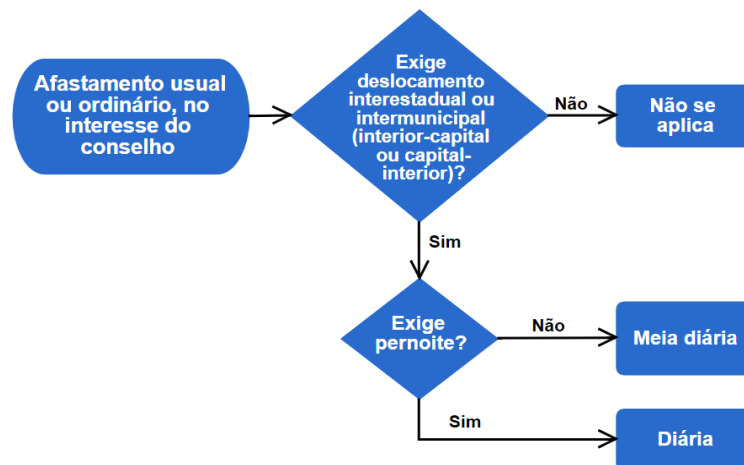 Afastamento usual
ou ordinário, no
interesse do
conselho
Exige
deslocamento
interestadual ou
intermunicipal
(interior-capital
ou capital-
interior)?
Não
Não se
aplica
Sim
Exige
pernoite?
Não
Meia diária
Sim
Diária